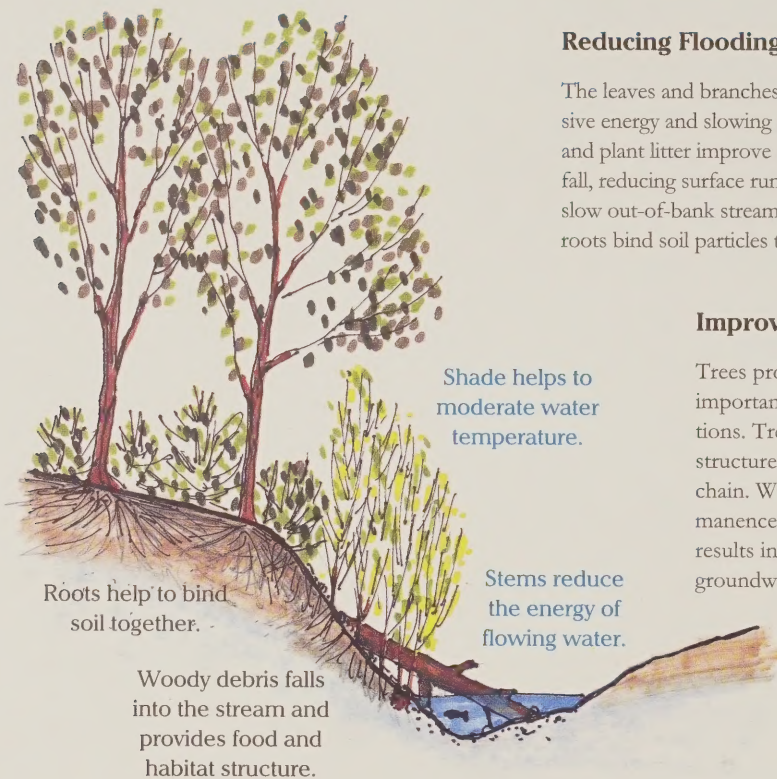 Reducing Flooding
The leaves and branches
sive energy and slowing
and plant litter improve
fall, reducing surface run
slow out-of-bank stream
roots bind soil particles t
Improv
Trees pro
important
tions. Tre
structure
chain. W
manence
results in
groundw
Shade helps to
moderate water
temperature.
Stems reduce
the energy of
flowing water.
Roots help to bind
soil together.
Woody debris falls
into the stream and
provides food and
habitat structure.